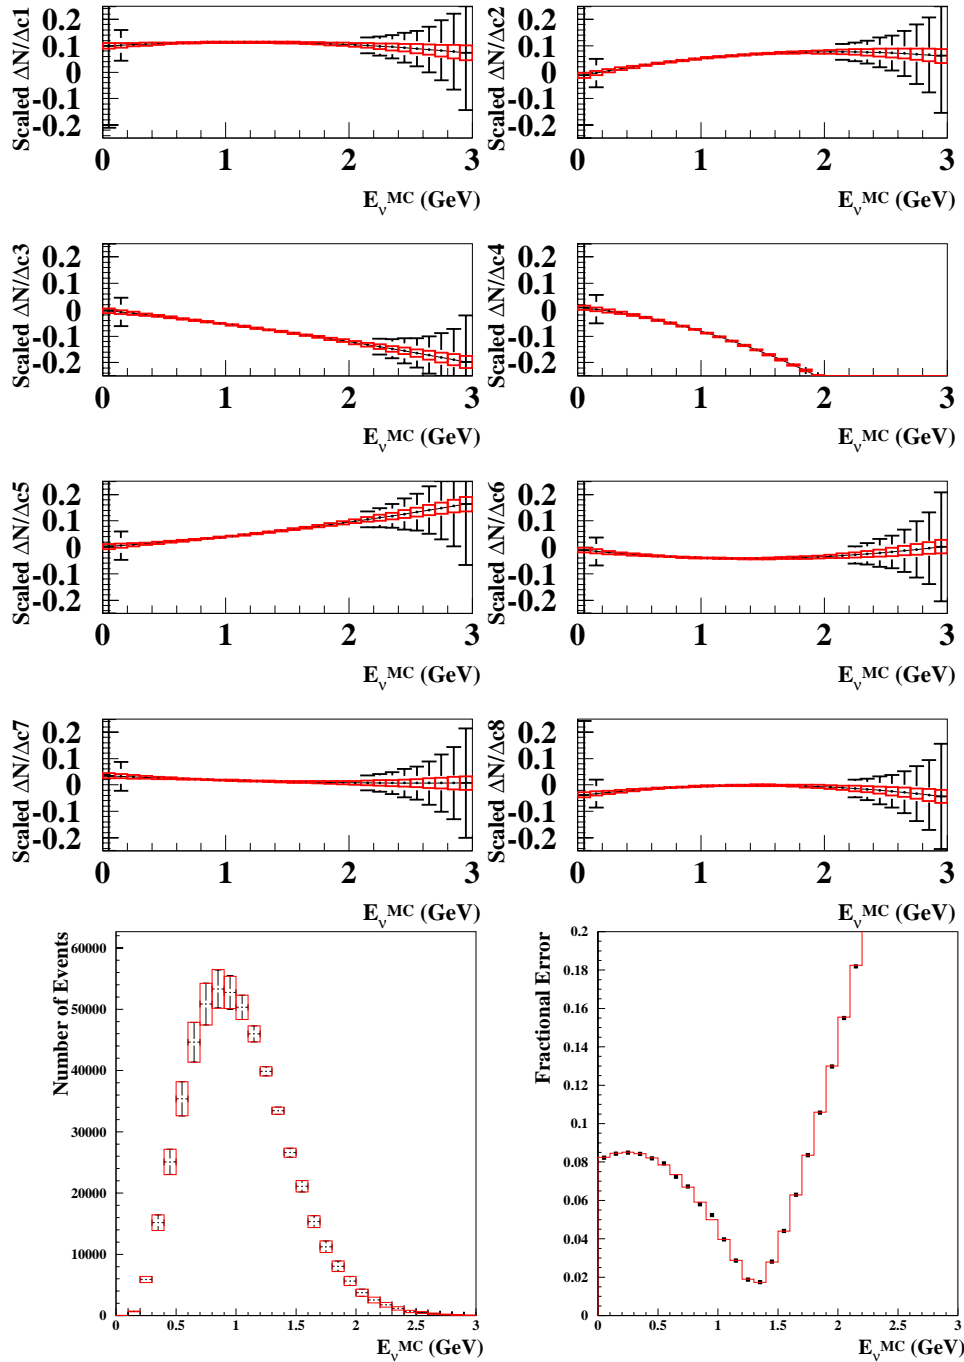 Scaled ΔN/Δc1
0.2
0.1
0
-0.1
-0.2
0 1 2 3
E_ν^MC (GeV)
Scaled ΔN/Δc2
0.2
0.1
0
-0.1
-0.2
0 1 2 3
E_ν^MC (GeV)
Scaled ΔN/Δc3
0.2
0.1
0
-0.1
-0.2
0 1 2 3
E_ν^MC (GeV)
Scaled ΔN/Δc4
0.2
0.1
0
-0.1
-0.2
0 1 2 3
E_ν^MC (GeV)
Scaled ΔN/Δc5
0.2
0.1
0
-0.1
-0.2
0 1 2 3
E_ν^MC (GeV)
Scaled ΔN/Δc6
0.2
0.1
0
-0.1
-0.2
0 1 2 3
E_ν^MC (GeV)
Scaled ΔN/Δc7
0.2
0.1
0
-0.1
-0.2
0 1 2 3
E_ν^MC (GeV)
Scaled ΔN/Δc8
0.2
0.1
0
-0.1
-0.2
0 1 2 3
E_ν^MC (GeV)
Number of Events
60000
50000
40000
30000
20000
10000
0
0 0.5 1 1.5 2 2.5 3
E_ν^MC (GeV)
Fractional Error
0.2
0.18
0.16
0.14
0.12
0.1
0.08
0.06
0.04
0.02
0
0 0.5 1 1.5 2 2.5 3
E_ν^MC (GeV)